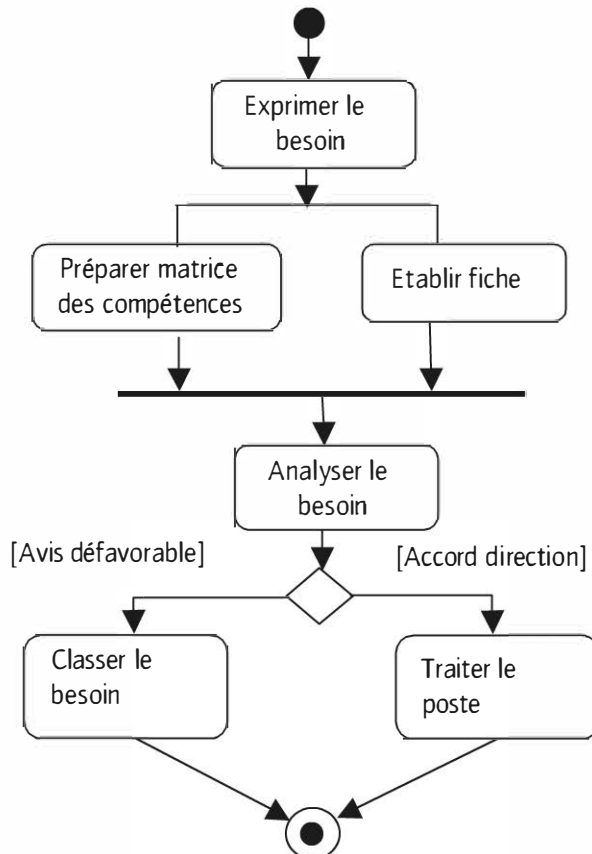 Exprimer le
besoin
Préparer matrice
des compétences
Etablir fiche
Analyser le
besoin
[Avis défavorable]
[Accord direction]
Classer le
besoin
Traiter le
poste